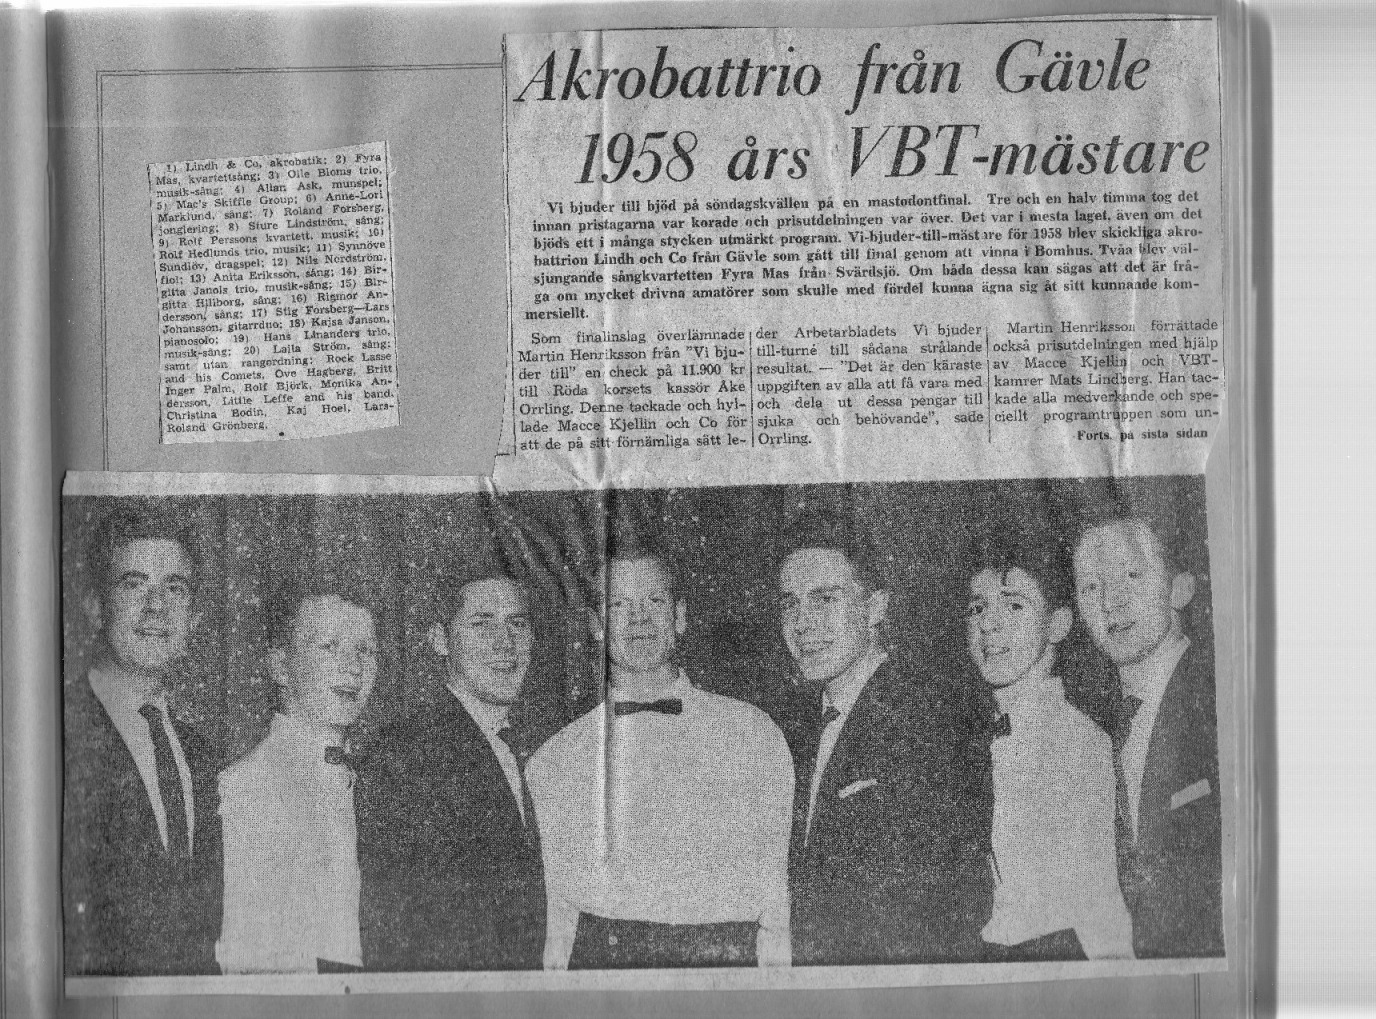 Akrobattrio från Gävle
1958 års VBT-mästare
Vi bjuder till bjöd på söndagskvällen på en mastodontfinal. Tre och en halv timma tog det
innan pristagarna var korade och prisutdelningen var över. Det var i mesta laget, även om det
bjöds ett i många stycken utmärkt program. Vi-bjuder-till-mästare för 1958 blev skickliga akro-
battrion Lindh och Co från Gävle som gått till final genom att vinna i Bomhus. Tvåa blev väl-
sjungande sångkvartetten Fyra Mas från Svärdsjö. Om båda dessa kan sägas att det är frå-
ga om mycket drivna amatörer som skulle med fördel kunna ägna sig åt sitt kunnande kom-
mersiellt.
Som finalinslag överlämnade
Martin Henriksson från "Vi bju-
der till" en check på 11.900 kr
till Röda korsets kassör Åke
Orrling. Denne tackade och hyl-
lade Macce Kjellin och Co för
att de på sitt förnämliga sätt le-
der Arbetarbladets Vi bjuder
till-turné till sådana strålande
resultat. — "Det är den käraste
uppgiften av alla att få vara med
och dela ut dessa pengar till
sjuka och behövande", sade
Orrling.
Martin Henriksson förrättade
också prisutdelningen med hjälp
av Macce Kjellin och VBT-
kamrer Mats Lindberg. Han tac-
kade alla medverkande och spe-
ciellt programtruppen som un-
Forts. på sista sidan
1) Lindh & Co, akrobatik; 2) Fyra
Mas, kvartettsång; 3) Olle Bloms trio,
musik-sång; 4) Allan Ask, munspel;
5) Mac's Skiffle Group; 6) Anne-Lori
Marklund, sång; 7) Roland Forsberg,
jonglering; 8) Sture Lindström, sång;
9) Rolf Perssons kvartett, musik; 10)
Rolf Hedlunds trio, musik; 11) Synnöve
Sundlöv, dragspel; 12) Nils Nordström,
fiol; 13) Anita Eriksson, sång; 14) Bir-
gitta Janols trio, musik-sång; 15) Bir-
gitta Hillborg, sång; 16) Rigmor An-
dersson, sång; 17) Stig Forsberg—Lars
Johansson, gitarrduo; 18) Kajsa Janson,
pianosolo; 19) Hans Linanders trio,
musik-sång; 20) Laila Ström, sång;
samt utan rangordning: Rock Lasse
and his Comets, Ove Hagberg, Britt
Inger Palm, Rolf Björk, Monika An-
dersson, Little Leffe and his band,
Christina Bodin, Kaj Hoel, Lars-
Roland Grönberg.